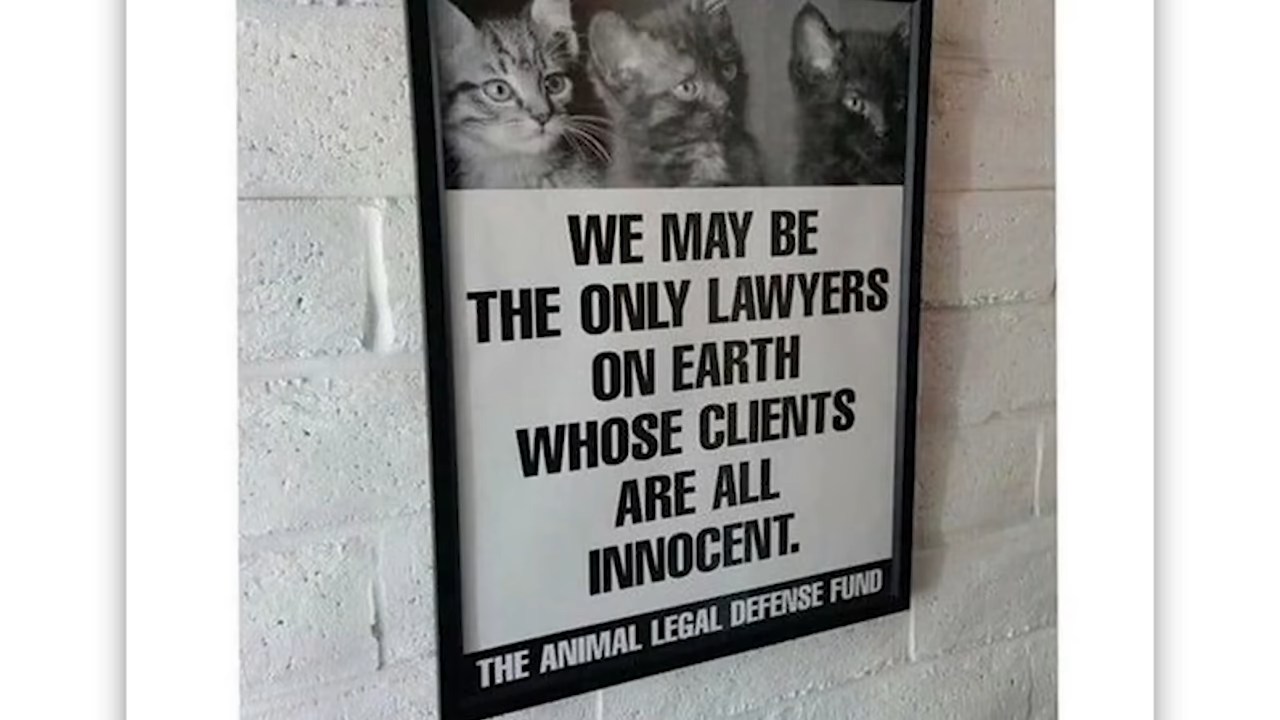 WE MAY BE
THE ONLY LAWYERS
ON EARTH
WHOSE CLIENTS
ARE ALL
INNOCENT.
THE ANIMAL LEGAL DEFENSE FUND